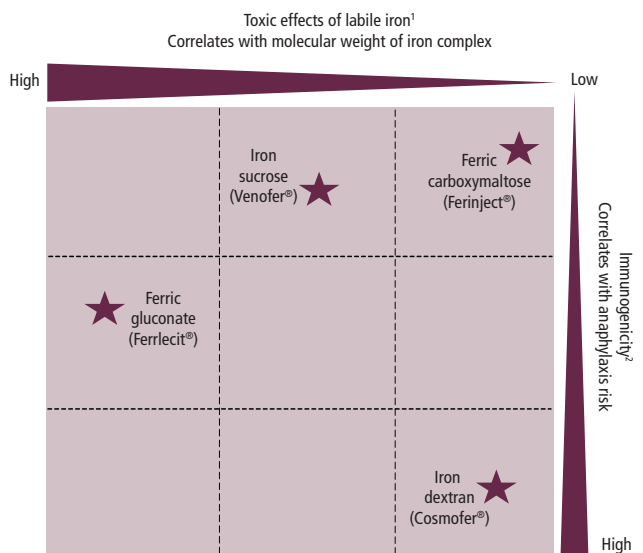 Toxic effects of labile iron¹
Correlates with molecular weight of iron complex
High
Low
Iron
sucrose
(Venofer®)
Ferric
carboxymaltose
(Ferinject®)
Ferric
gluconate
(Ferrlecit®)
Iron
dextran
(Cosmofer®)
Immunogenicity²
Correlates with anaphylaxis risk
High